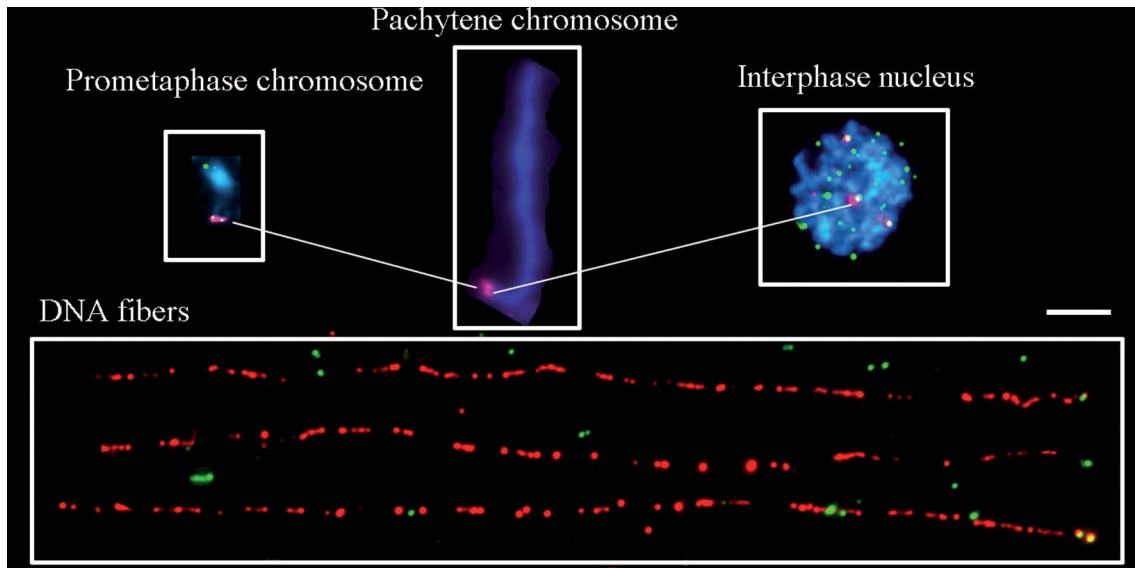 Pachytene chromosome
Prometaphase chromosome
Interphase nucleus
DNA fibers